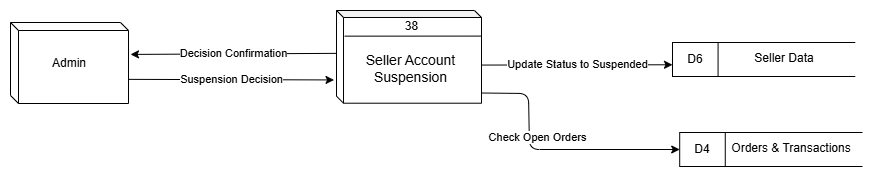 38
Admin
Decision Confirmation
Suspension Decision
Seller Account
Suspension
Update Status to Suspended
D6
Seller Data
Check Open Orders
D4
Orders & Transactions